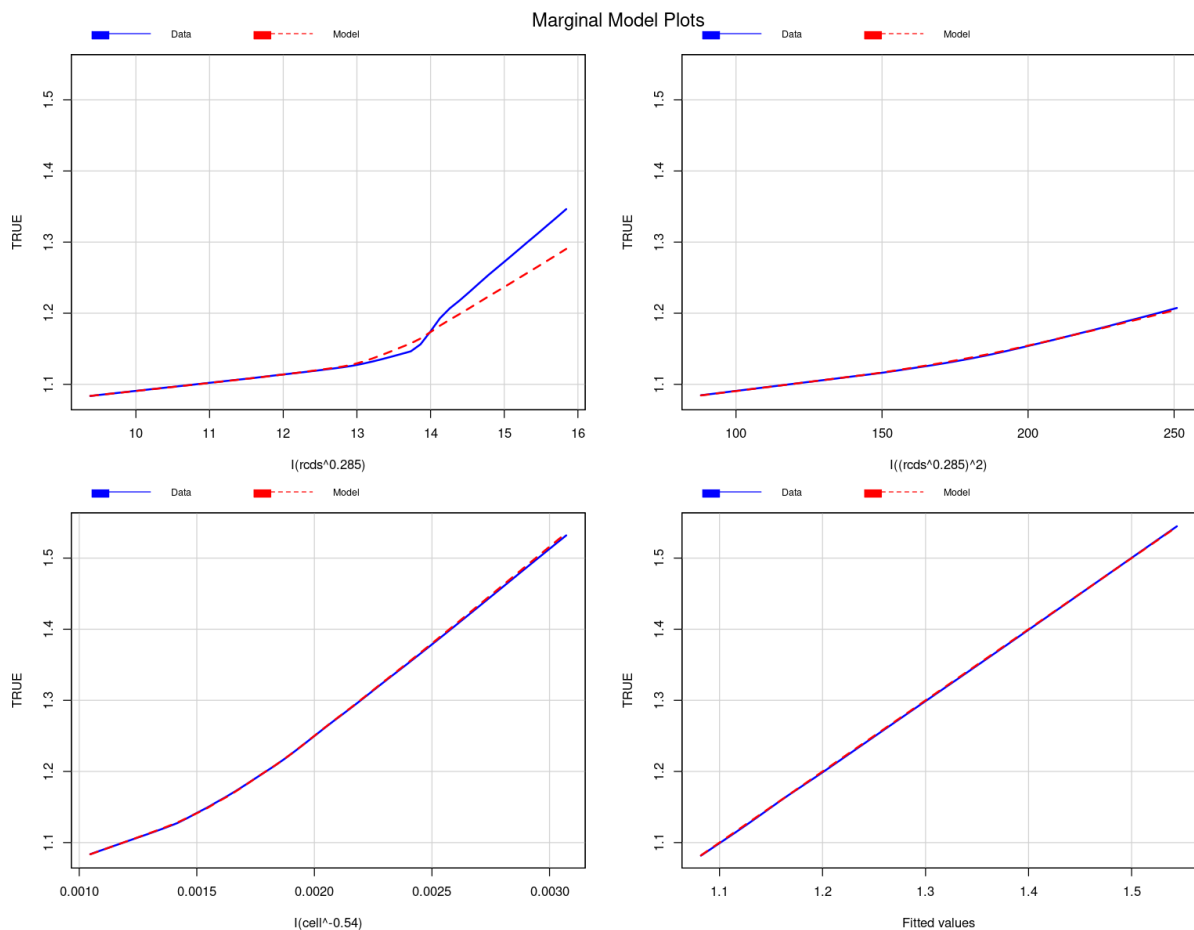 Marginal Model Plots
Data Model
1.1 1.2 1.3 1.4 1.5
TRUE
10 11 12 13 14 15 16
I(rcds^0.285)
Data Model
1.1 1.2 1.3 1.4 1.5
TRUE
100 150 200 250
I((rcds^0.285)^2)
Data Model
1.1 1.2 1.3 1.4 1.5
TRUE
0.0010 0.0015 0.0020 0.0025 0.0030
I(cell^-0.54)
Data Model
1.1 1.2 1.3 1.4 1.5
TRUE
1.1 1.2 1.3 1.4 1.5
Fitted values